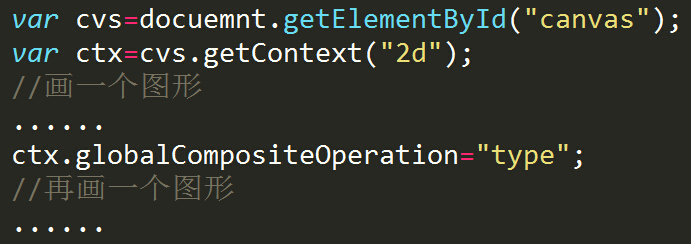 var cvs=docuemnt.getElementById("canvas");
var ctx=cvs.getContext("2d");
//画一个图形
......
ctx.globalCompositeOperation="type";
//再画一个图形
......